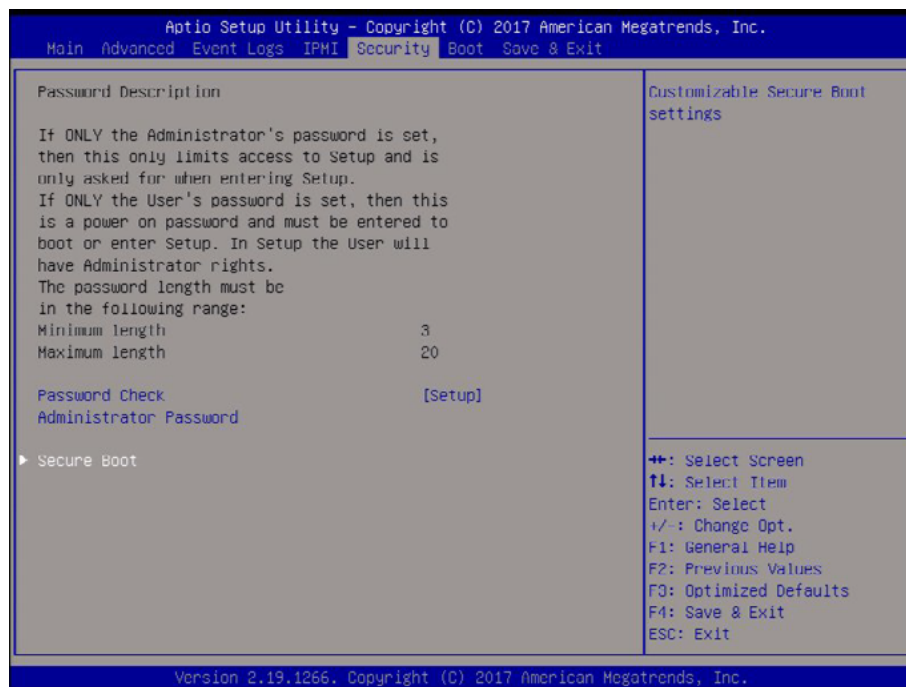 Aptio Setup Utility – Copyright (C) 2017 American Megatrends, Inc.
Main Advanced Event Logs IPMI Security Boot Save & Exit
Password Description
If ONLY the Administrator's password is set,
then this only limits access to Setup and is
only asked for when entering Setup.
If ONLY the User's password is set, then this
is a power on password and must be entered to
boot or enter Setup. In Setup the User will
have Administrator rights.
The password length must be
in the following range:
Minimum length 3
Maximum length 20
Password Check [Setup]
Administrator Password
Secure Boot
Customizable Secure Boot
settings
→←: Select Screen
↑↓: Select Item
Enter: Select
+/-: Change Opt.
F1: General Help
F2: Previous Values
F3: Optimized Defaults
F4: Save & Exit
ESC: Exit
Version 2.19.1266. Copyright (C) 2017 American Megatrends, Inc.